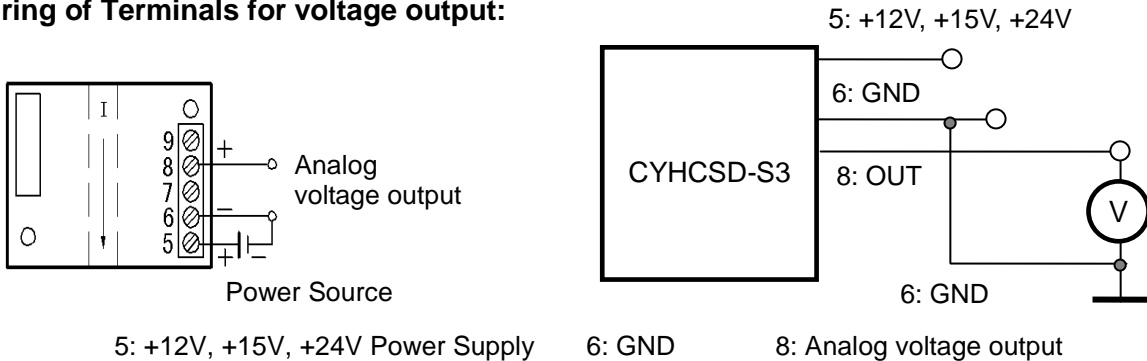 ring of Terminals for voltage output:
5: +12V, +15V, +24V
I
6: GND
9
8
7
6
5
+
Analog
voltage output
−
+
−
Power Source
CYHCSD-S3
8: OUT
V
6: GND
5: +12V, +15V, +24V Power Supply 6: GND 8: Analog voltage output